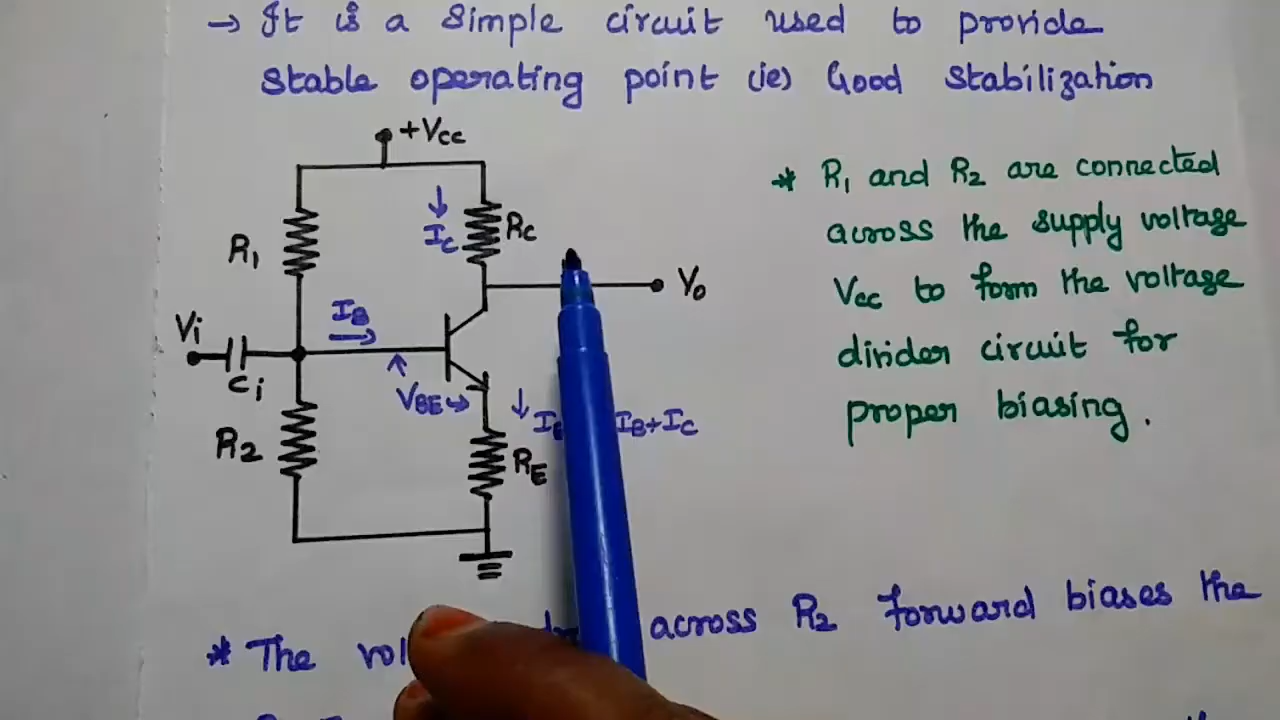 → It is a simple circuit used to provide
stable operating point (ie) Good stabilization
+Vcc
IC
RC
R1
Vo
Vi
IB
Ci
VBE
IB+IC
R2
RE
* R1 and R2 are connected
across the supply voltage
Vcc to form the voltage
divider circuit for
proper biasing.
* The across R2 forward biases the